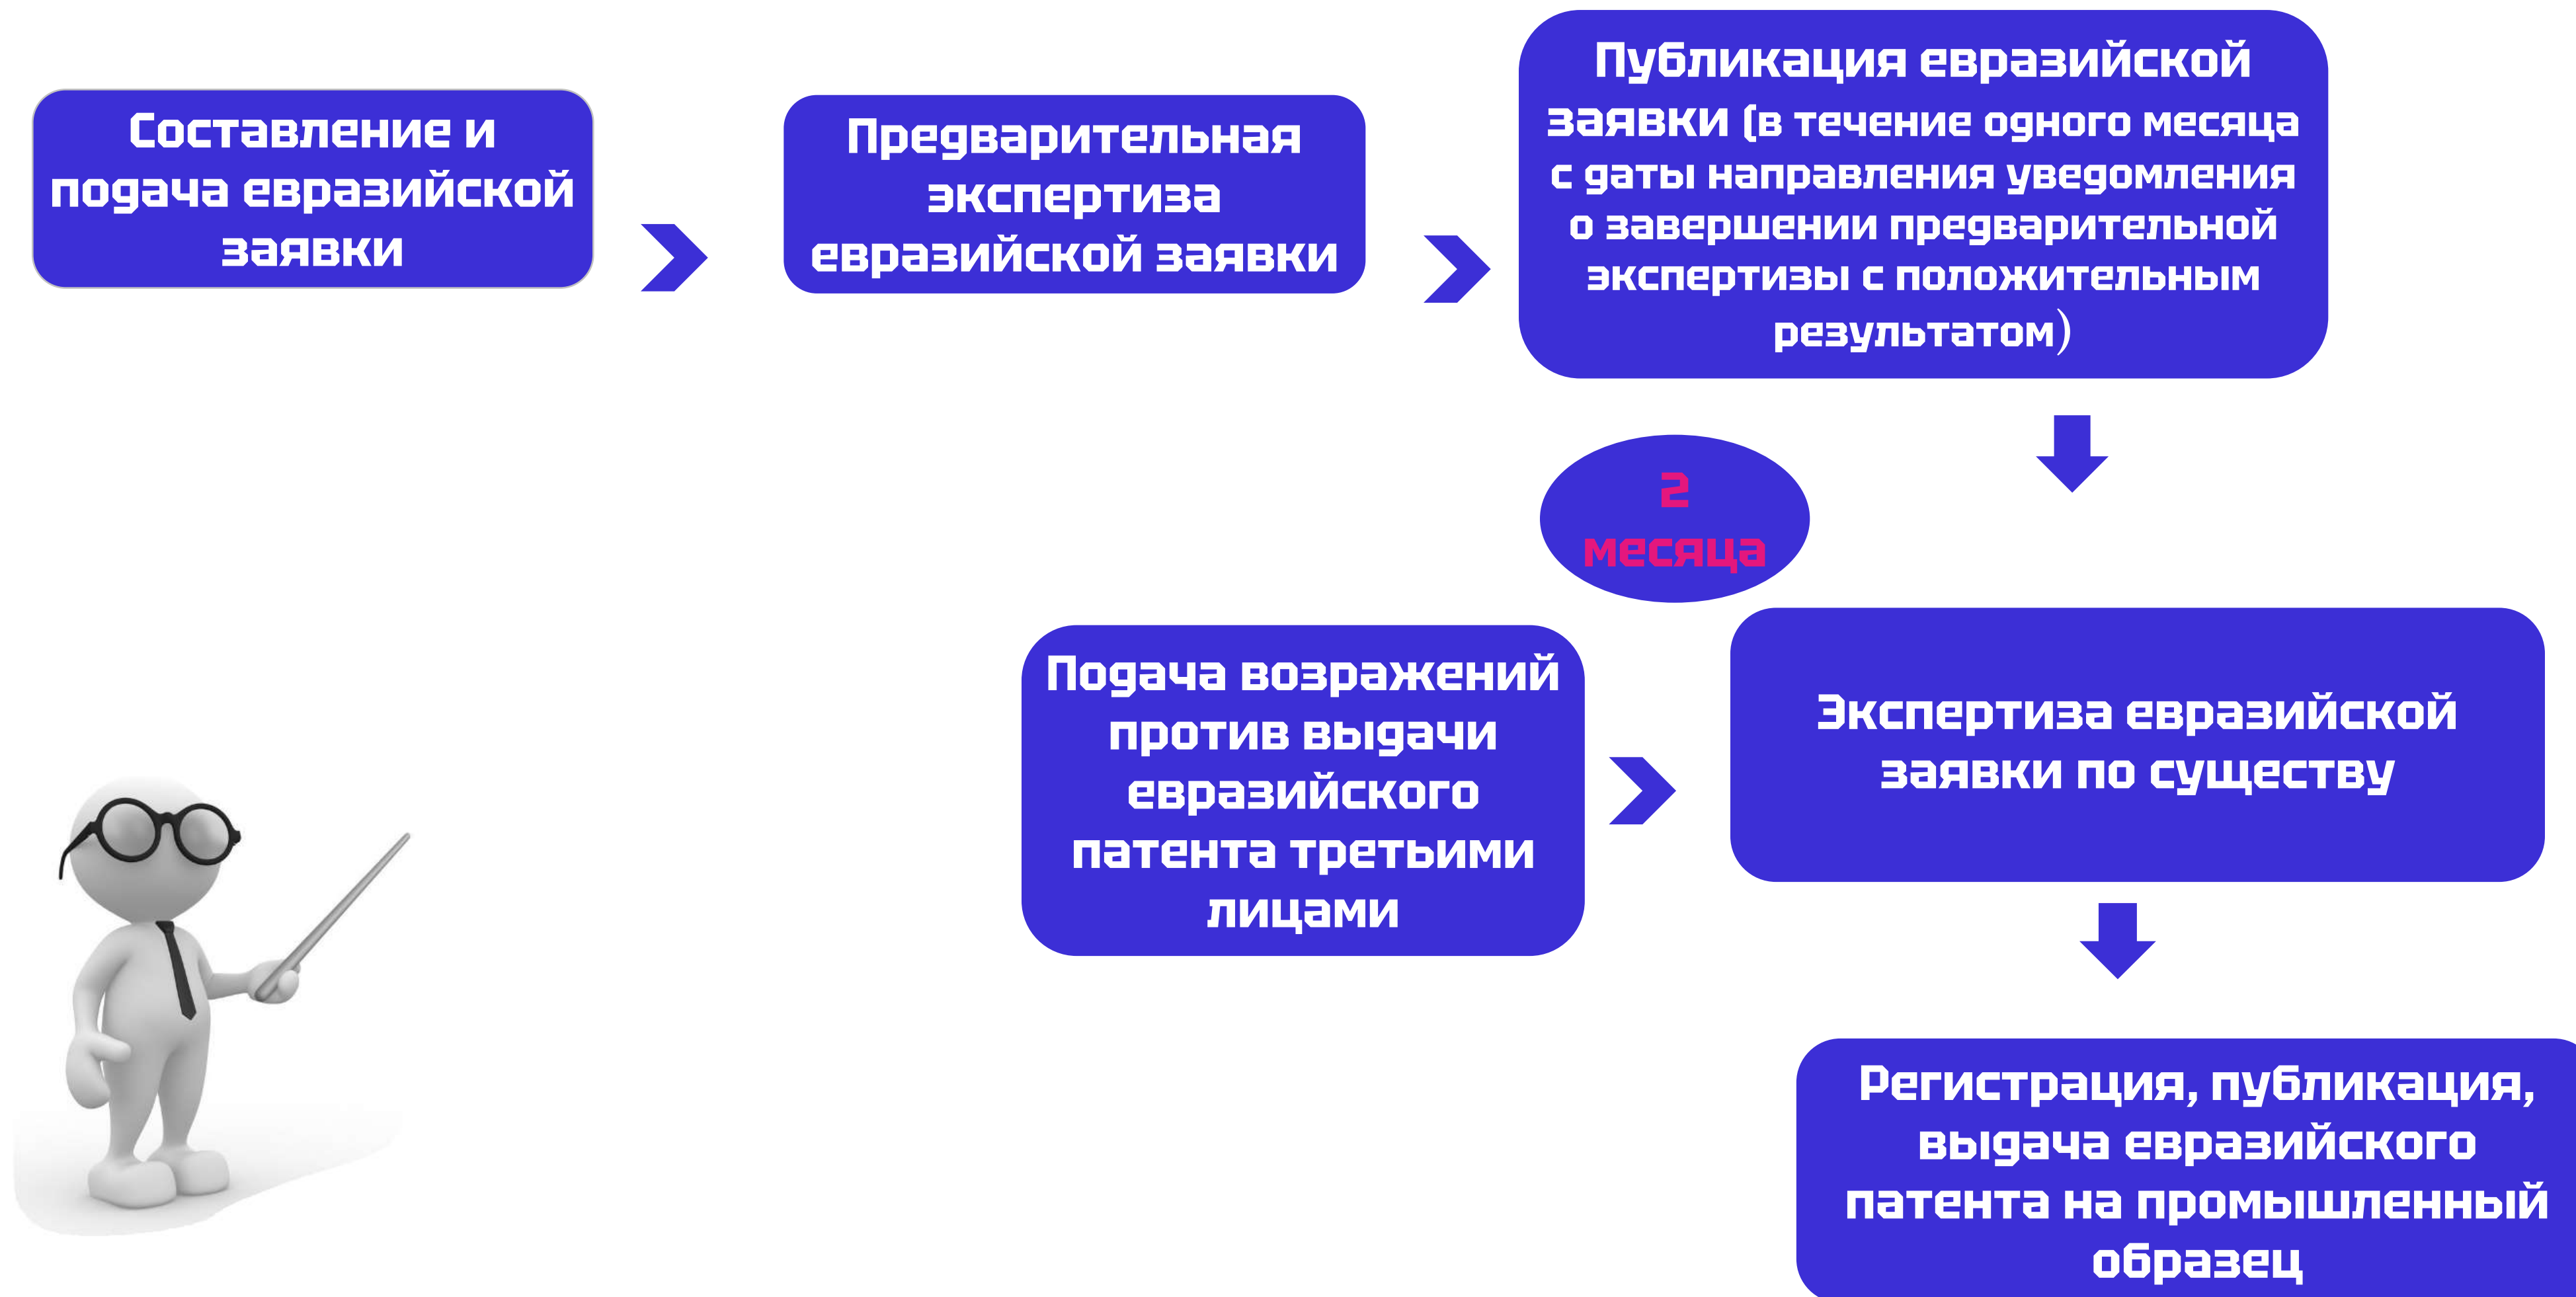 Составление и
подача евразийской
заявки
Предварительная
экспертиза
евразийской заявки
Публикация евразийской
заявки (в течение одного месяца
с даты направления уведомления
о завершении предварительной
экспертизы с положительным
результатом)
2
месяца
Подача возражений
против выдачи
евразийского
патента третьими
лицами
Экспертиза евразийской
заявки по существу
Регистрация, публикация,
выдача евразийского
патента на промышленный
образец